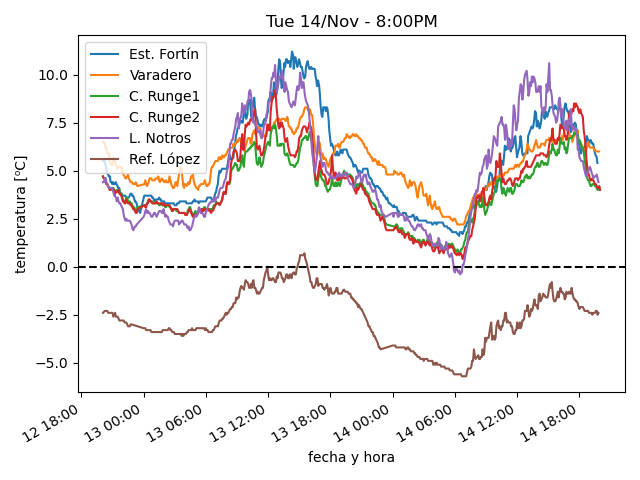 Tue 14/Nov - 8:00PM
Est. Fortín
Varadero
C. Runge1
C. Runge2
L. Notros
Ref. López
temperatura [ºC]
10.0
7.5
5.0
2.5
0.0
−2.5
−5.0
12 18:00
13 00:00
13 06:00
13 12:00
13 18:00
14 00:00
14 06:00
14 12:00
14 18:00
fecha y hora